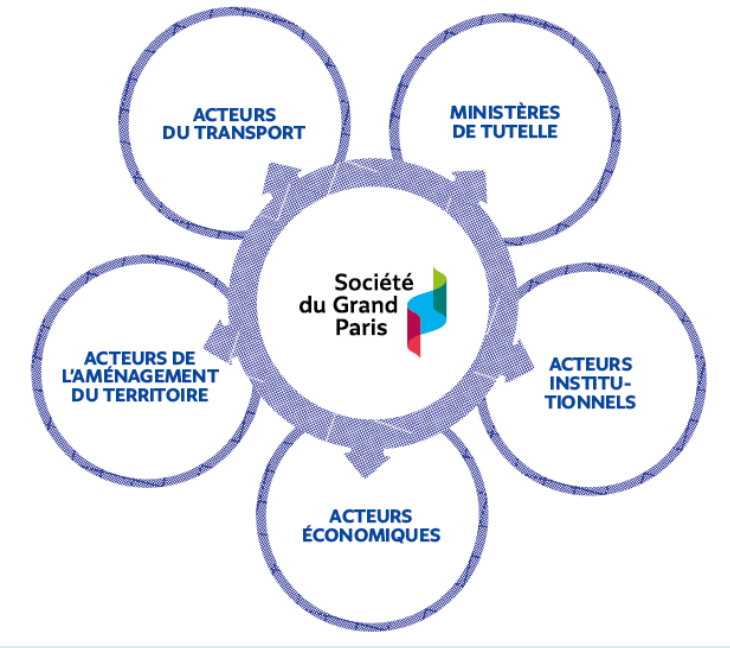 ACTEURS
DU TRANSPORT
MINISTÈRES
DE TUTELLE
Société
du Grand
Paris
ACTEURS DE
L'AMÉNAGEMENT
DU TERRITOIRE
ACTEURS
INSTITU-
TIONNELS
ACTEURS
ÉCONOMIQUES